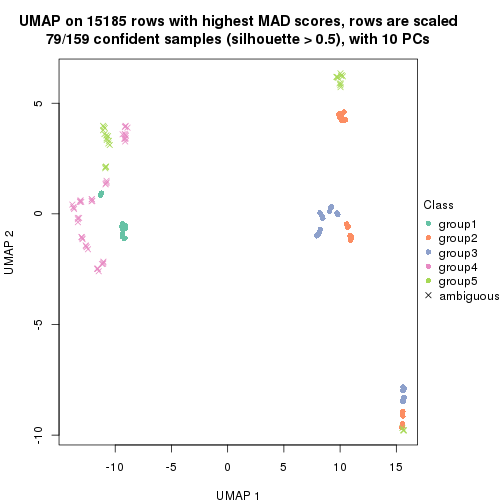 UMAP on 15185 rows with highest MAD scores, rows are scaled
79/159 confident samples (silhouette > 0.5), with 10 PCs
5
0
-5
-10
UMAP 2
-10
-5
0
5
10
15
UMAP 1
Class
group1
group2
group3
group4
group5
ambiguous